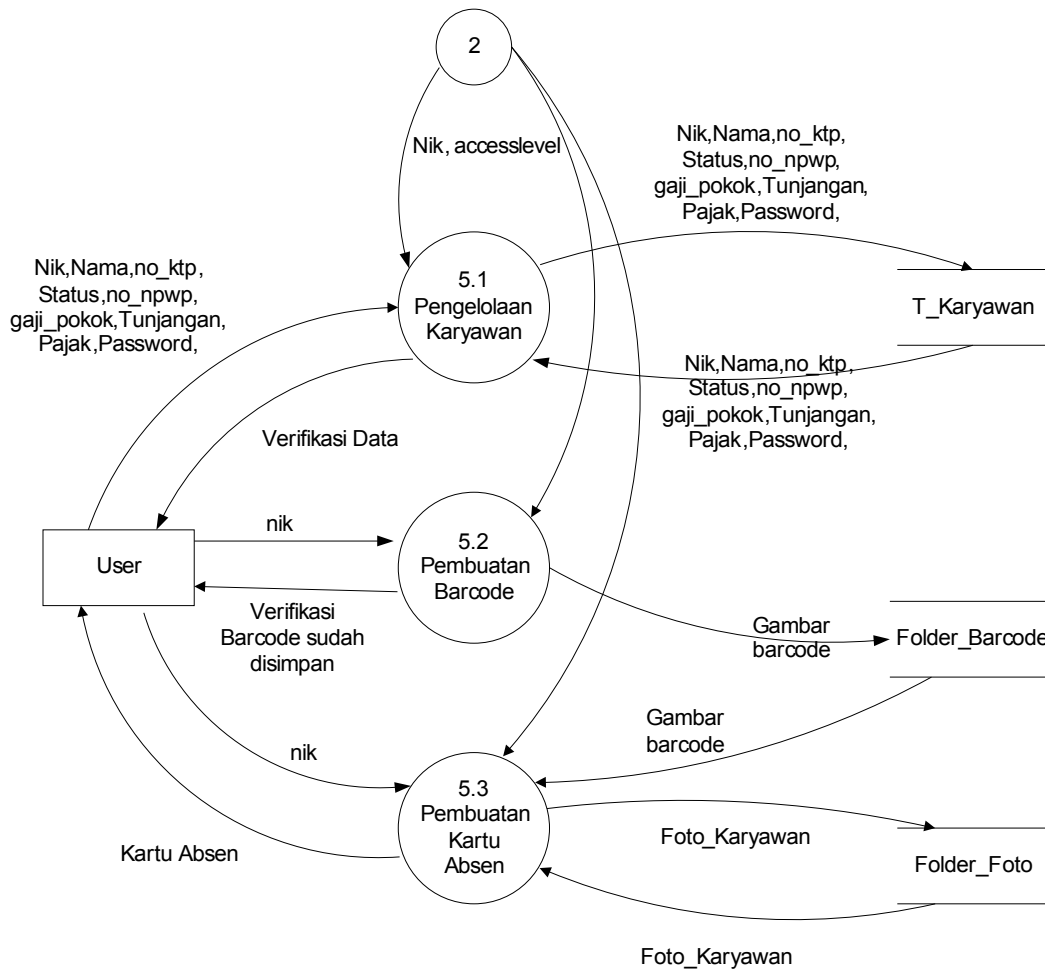 2
Nik, accesslevel
Nik,Nama,no_ktp,
Status,no_npwp,
gaji_pokok,Tunjangan,
Pajak,Password,
Nik,Nama,no_ktp,
Status,no_npwp,
gaji_pokok,Tunjangan,
Pajak,Password,
5.1
Pengelolaan
Karyawan
T_Karyawan
Nik,Nama,no_ktp,
Status,no_npwp,
gaji_pokok,Tunjangan,
Pajak,Password,
Verifikasi Data
nik
User
5.2
Pembuatan
Barcode
Verifikasi
Barcode sudah
disimpan
Gambar
barcode
Folder_Barcode
Gambar
barcode
nik
5.3
Pembuatan
Kartu
Absen
Kartu Absen
Foto_Karyawan
Folder_Foto
Foto_Karyawan